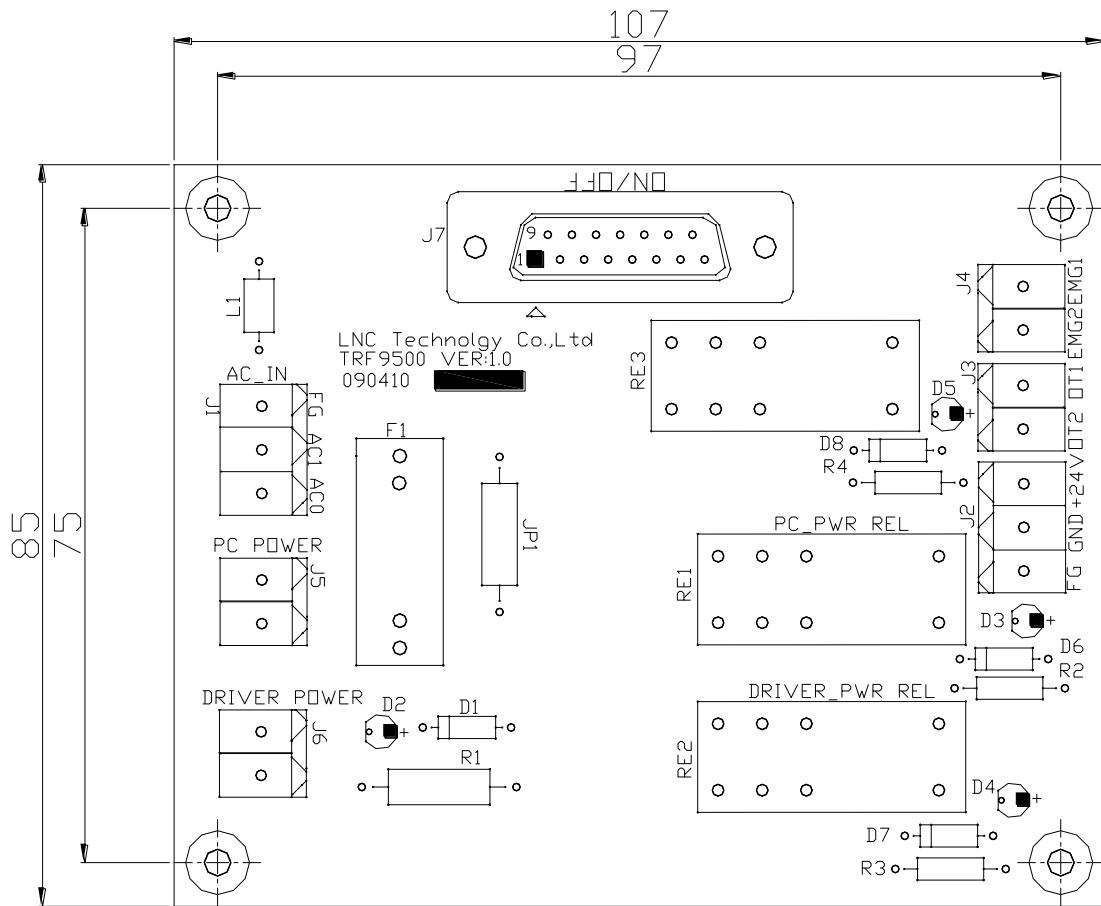 107
97
85
75
ON/OFF
J7
9
1
L1
LNC Technolgy Co.,Ltd
TRF9500 VER:1.0
090410
AC_IN
J1
FG
AC1
AC0
F1
JP1
PC POWER
J5
DRIVER POWER
J6
D2
+
D1
R1
RE3
D5
+
D8
R4
J4
EMG1
EMG2
J3
OT1
OT2
J2
+24V
GND
FG
PC_PWR REL
RE1
D3
+
D6
R2
DRIVER_PWR REL
RE2
D4
+
D7
R3